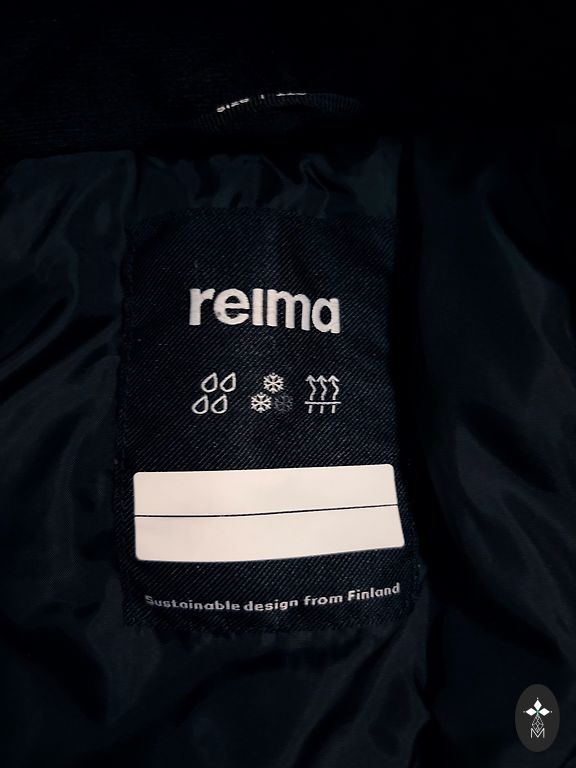 reima
Sustainable design from Finland
M